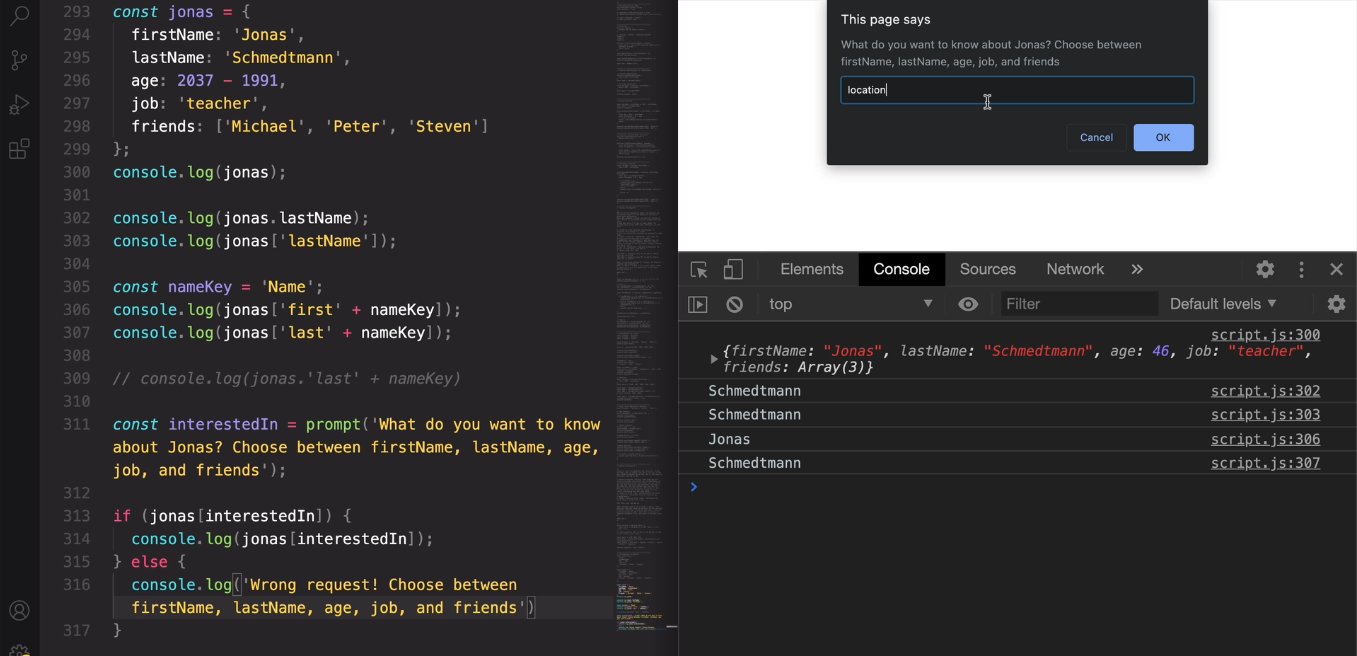 293 const jonas = {
294 firstName: 'Jonas',
295 lastName: 'Schmedtmann',
296 age: 2037 - 1991,
297 job: 'teacher',
298 friends: ['Michael', 'Peter', 'Steven']
299 };
300 console.log(jonas);
301
302 console.log(jonas.lastName);
303 console.log(jonas['lastName']);
304
305 const nameKey = 'Name';
306 console.log(jonas['first' + nameKey]);
307 console.log(jonas['last' + nameKey]);
308
309 // console.log(jonas.'last' + nameKey)
310
311 const interestedIn = prompt('What do you want to know
about Jonas? Choose between firstName, lastName, age,
job, and friends');
312
313 if (jonas[interestedIn]) {
314 console.log(jonas[interestedIn]);
315 } else {
316 console.log('Wrong request! Choose between
firstName, lastName, age, job, and friends')
317 }
This page says
What do you want to know about Jonas? Choose between
firstName, lastName, age, job, and friends
location
Cancel OK
Elements Console Sources Network »
top Filter Default levels
script.js:300
{firstName: "Jonas", lastName: "Schmedtmann", age: 46, job: "teacher",
friends: Array(3)}
Schmedtmann script.js:302
Schmedtmann script.js:303
Jonas script.js:306
Schmedtmann script.js:307